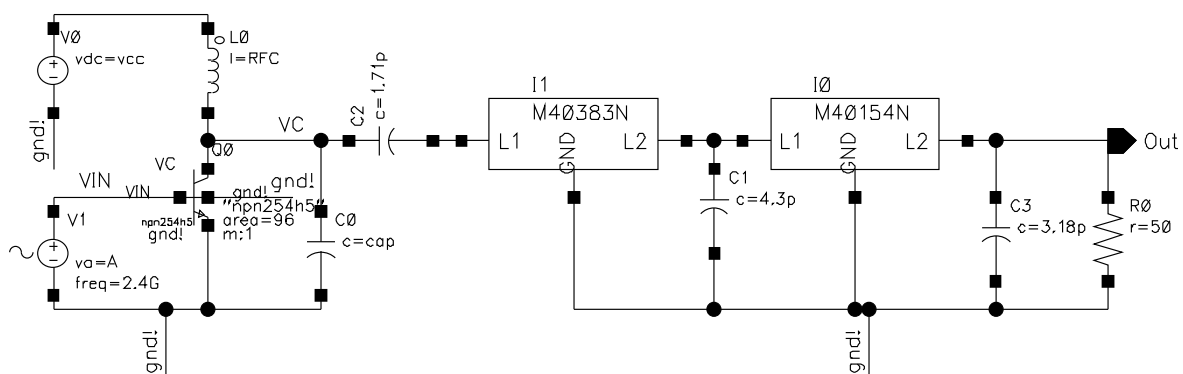 V0
vdc=vcc
gnd!
L0
l=RFC
VC
C2
c=1.71p
I1
M40383N
L1
GND
L2
I0
M40154N
L1
GND
L2
Out
Q0
VC
VIN
VIN
gnd!
gnd!
"npn254h5"
area=96
m:1
npn254h5
gnd!
V1
va=A
freq=2.4G
C0
c=cap
C1
c=4.3p
C3
c=3.18p
R0
r=50
gnd!
gnd!